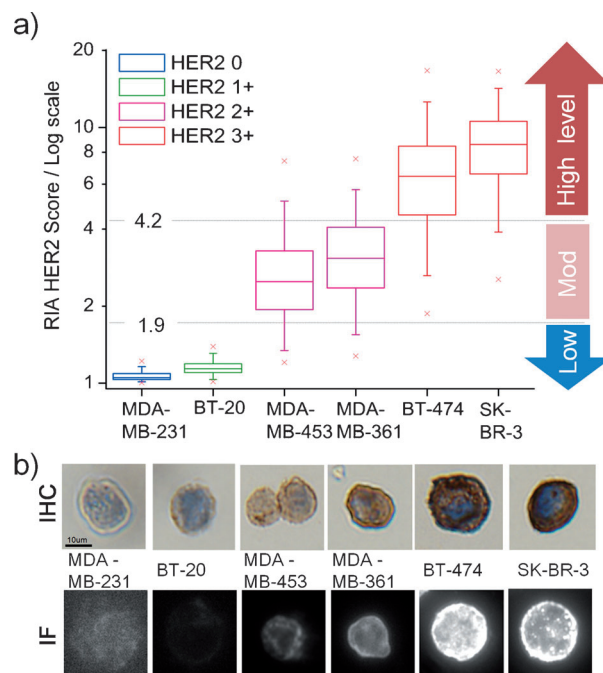 a)
RIA HER2 Score / Log scale
20
10
8
6
4
2
1
HER2 0
HER2 1+
HER2 2+
HER2 3+
4.2
1.9
High level
Mod
Low
MDA-
MB-231
BT-20
MDA-
MB-453
MDA-
MB-361
BT-474
SK-
BR-3
b)
IHC
10um
MDA -
MB-231
BT-20
MDA -
MB-453
MDA -
MB-361
BT-474
SK-BR-3
IF